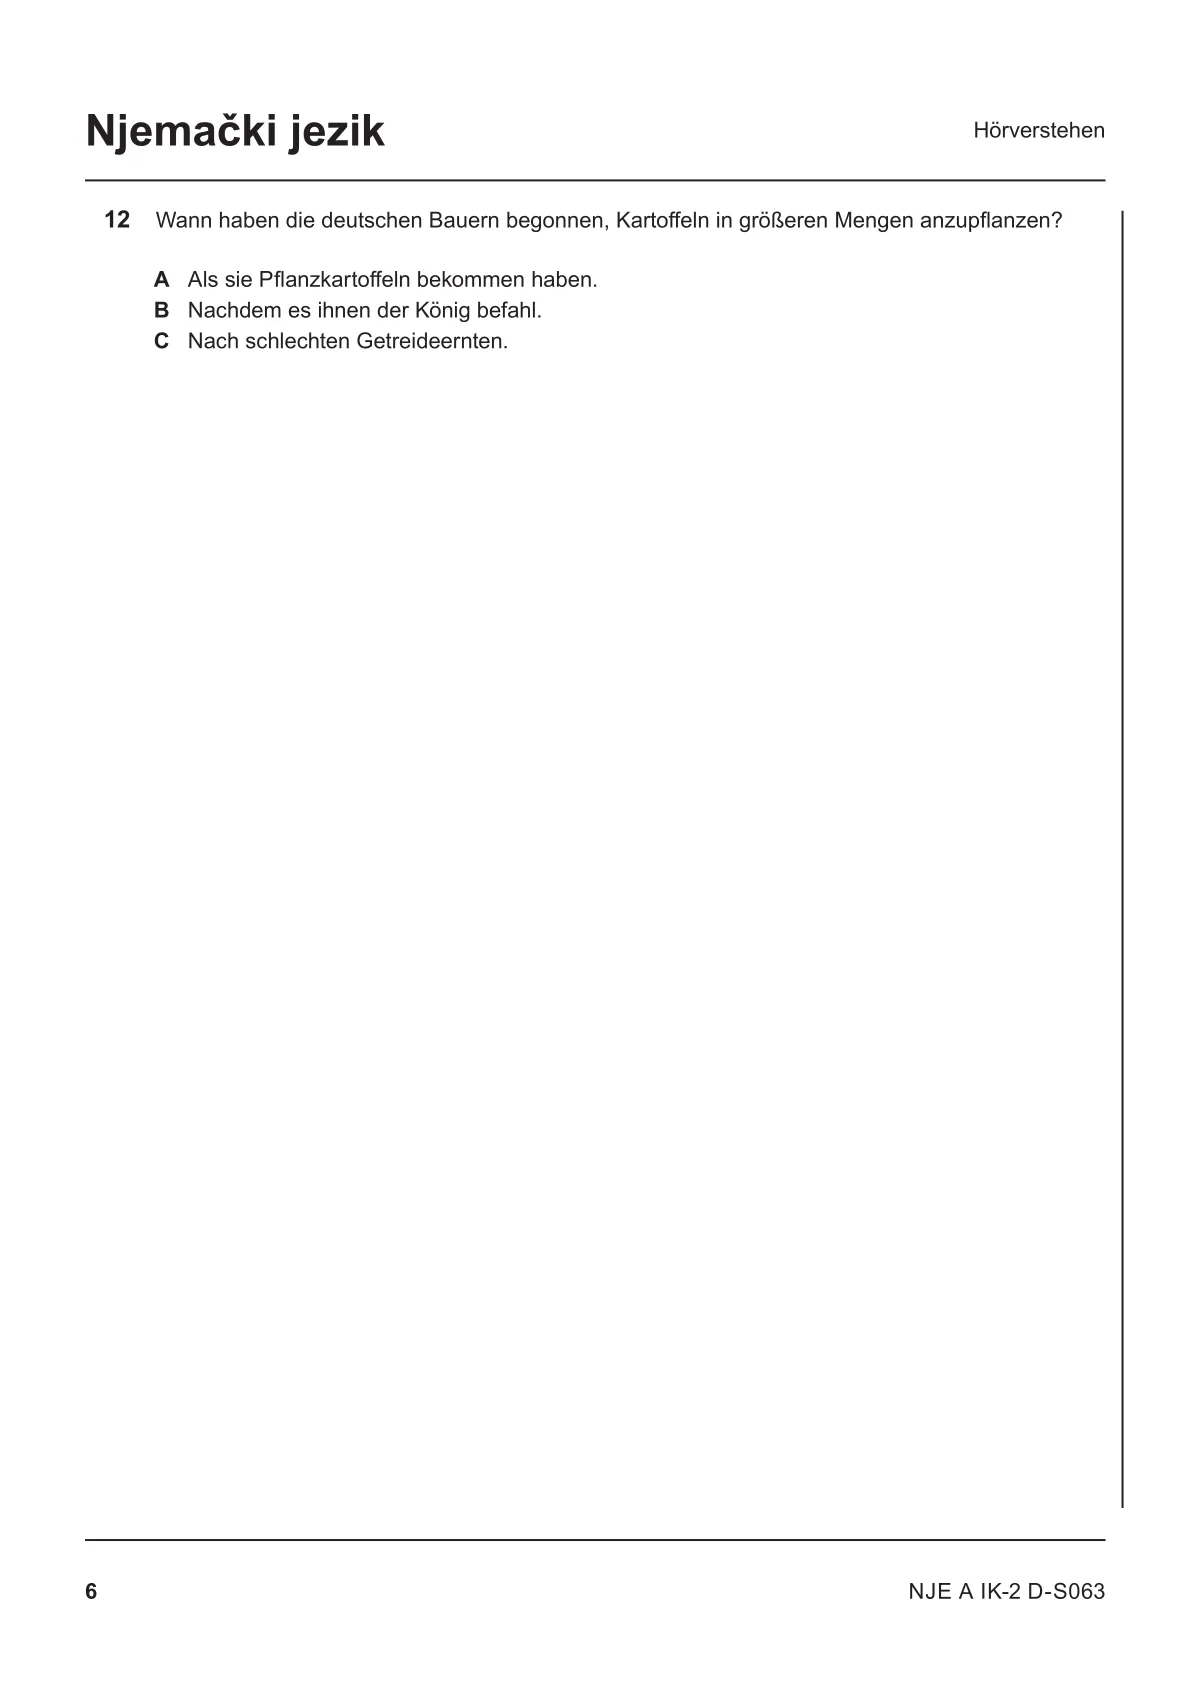 Njemački jezik
Hörverstehen
12 Wann haben die deutschen Bauern begonnen, Kartoffeln in größeren Mengen anzupflanzen?
A Als sie Pflanzkartoffeln bekommen haben.
B Nachdem es ihnen der König befahl.
C Nach schlechten Getreideernten.
6
NJE A IK-2 D-S063